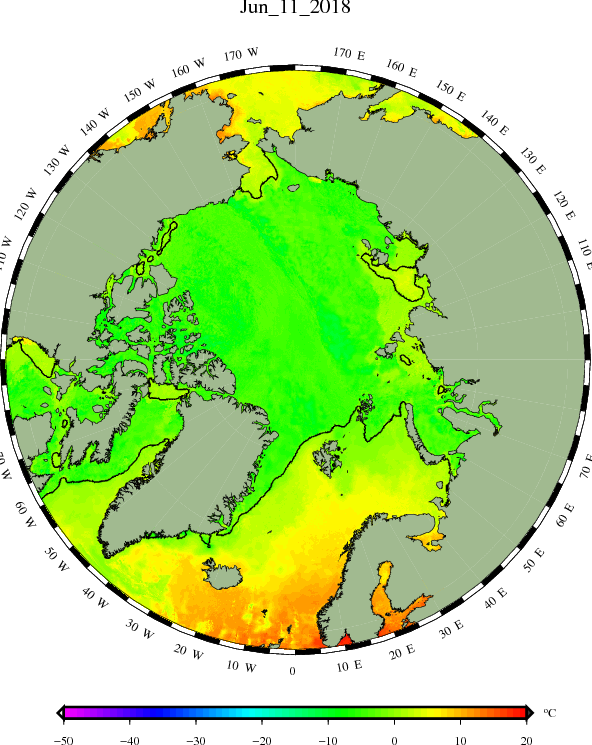 Jun_11_2018
170 W
170 E
160 W
160 E
150 W
150 E
140 W
140 E
130 W
130 E
120 W
120 E
110 E
60 W
70 E
50 W
60 E
40 W
50 E
30 W
40 E
20 W
30 E
10 W
20 E
0
10 E
°C
−50 −40 −30 −20 −10 0 10 20